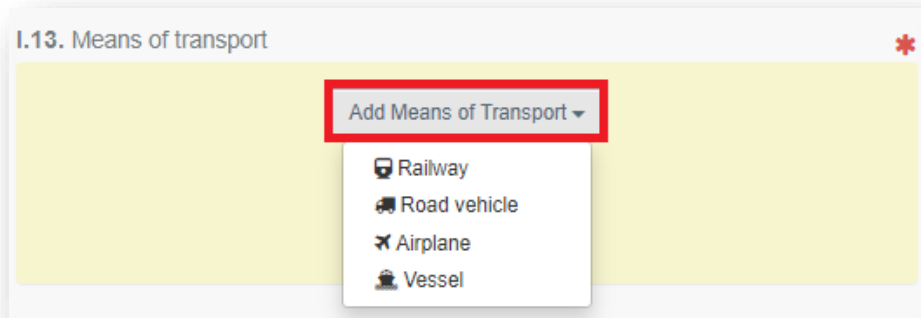 I.13. Means of transport
Add Means of Transport
Railway
Road vehicle
Airplane
Vessel